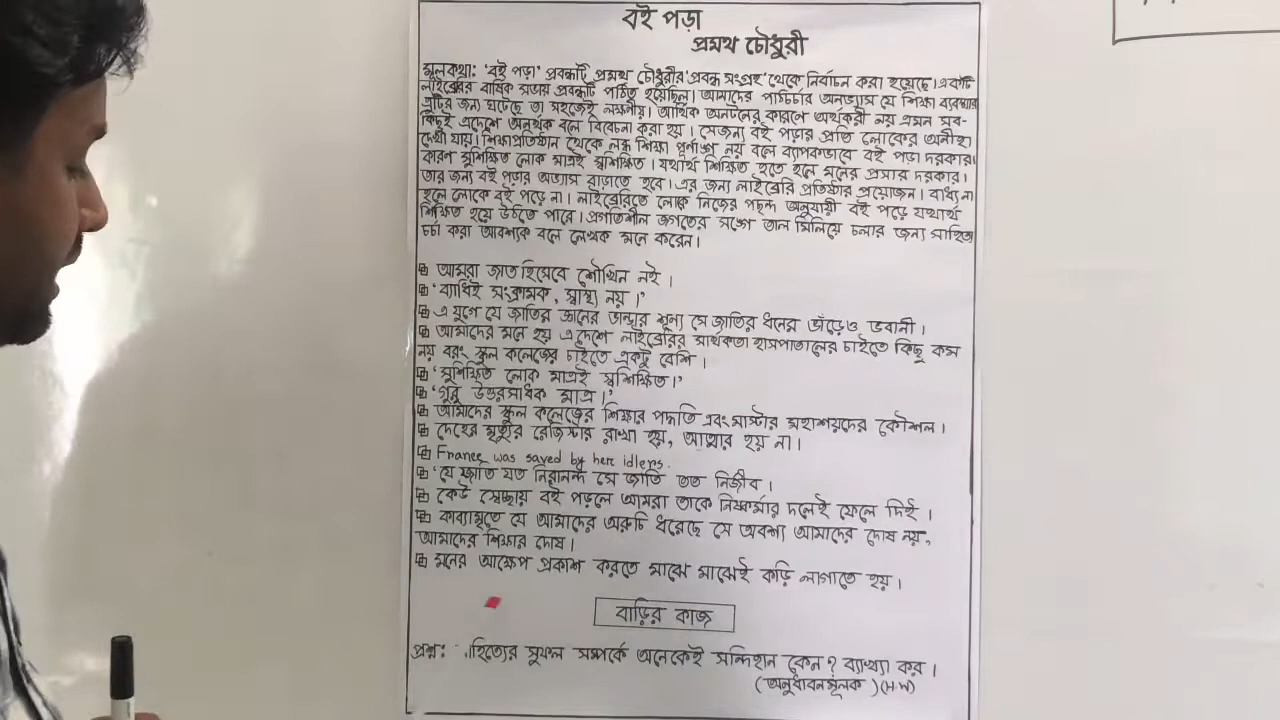 বই পড়া
প্রমথ চৌধুরী
মূলকথা: 'বই পড়া' প্রবন্ধটি প্রমথ চৌধুরীর 'প্রবন্ধ সংগ্রহ' থেকে নির্বাচন করা হয়েছে। একটি
লাইব্রেরির বার্ষিক সভায় প্রবন্ধটি পঠিত হয়েছিল। আমাদের পাঠচর্চার অনভ্যাস যে শিক্ষা ব্যবস্থার
ত্রুটির জন্য ঘটেছে তা সহজেই লক্ষণীয়। আর্থিক অনটনের কারণে অর্থকরী নয় এমন সব-
কিছুই এদেশে অনর্থক বলে বিবেচনা করা হয়। সেজন্য বই পড়ার প্রতি লোকের অনীহা
দেখা যায়। শিক্ষাপ্রতিষ্ঠান থেকে লব্ধ শিক্ষা পূর্ণাঙ্গ নয় বলে ব্যাপকভাবে বই পড়া দরকার।
কারণ সুশিক্ষিত লোক মাত্রই স্বশিক্ষিত। যথার্থ শিক্ষিত হতে হলে মনের প্রসার দরকার।
তার জন্য বই পড়ার অভ্যাস বাড়াতে হবে। এর জন্য লাইব্রেরি প্রতিষ্ঠার প্রয়োজন। বাধ্য না
হলে লোকে বই পড়ে না। লাইব্রেরিতে লোক নিজের পছন্দ অনুযায়ী বই পড়ে যথার্থ
শিক্ষিত হয়ে উঠতে পারে। প্রগতিশীল জগতের সঙ্গে তাল মিলিয়ে চলার জন্য সাহিত্য
চর্চা করা আবশ্যক বলে লেখক মনে করেন।
আমরা জাত হিসেবে শৌখিন নই।
'ব্যাধিই সংক্রামক, স্বাস্থ্য নয়।'
এ যুগে যে জাতির জ্ঞানের ভান্ডার শূন্য সে জাতির ধনের ভাঁড়েও ভবানী।
আমাদের মনে হয় এদেশে লাইব্রেরির সার্থকতা হাসপাতালের চাইতে কিছু কম
নয় বরং স্কুল কলেজের চাইতে একটু বেশি।
'সুশিক্ষিত লোক মাত্রই স্বশিক্ষিত।'
'গুরু উত্তরসাধক মাত্র।'
আমাদের স্কুল কলেজের শিক্ষার পদ্ধতি এবং মাস্টার মহাশয়দের কৌশল।
দেহের মৃত্যুর রেজিস্টার রাখা হয়, আত্মার হয় না।
France was saved by here idlers.
'যে জাতি যত নিরানন্দ সে জাতি তত নির্জীব।
কেউ স্বেচ্ছায় বই পড়লে আমরা তাকে নিষ্কর্মার দলেই ফেলে দিই।
কাব্যামৃতে যে আমাদের অরুচি ধরেছে সে অবশ্য আমাদের দোষ নয়,
আমাদের শিক্ষার দোষ।
মনের আক্ষেপ প্রকাশ করতে মাঝে মাঝেই কড়ি লাগাতে হয়।
বাড়ির কাজ
প্রশ্ন: সুফল সম্পর্কে অনেকেই সন্দিহান কেন? ব্যাখ্যা কর।
(অনুধাবনমূলক) (H.W)